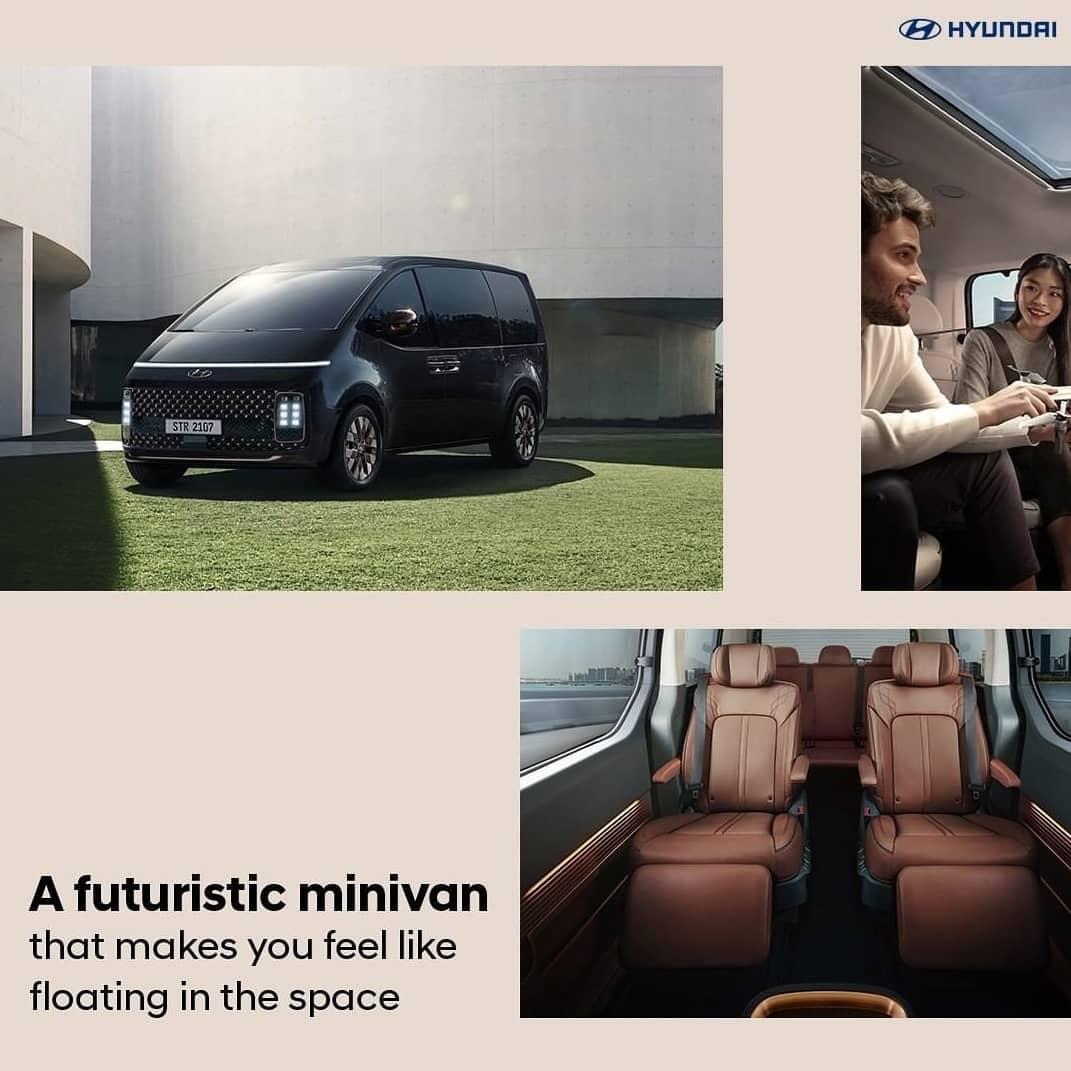 HYUNDAI
STR 2107
A futuristic minivan
that makes you feel like
floating in the space